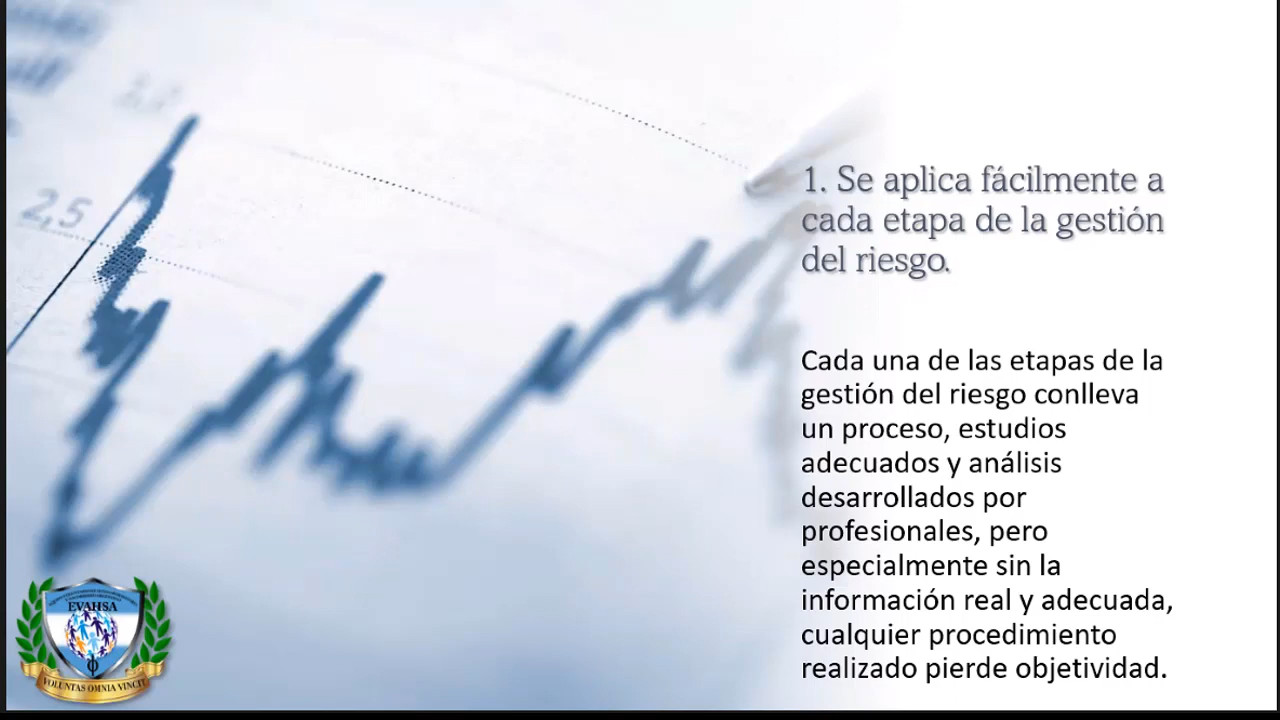 2,5
1. Se aplica fácilmente a
cada etapa de la gestión
del riesgo.
Cada una de las etapas de la
gestión del riesgo conlleva
un proceso, estudios
adecuados y análisis
desarrollados por
profesionales, pero
especialmente sin la
información real y adecuada,
cualquier procedimiento
realizado pierde objetividad.
EVAHSA
VOLUNTAS OMNIA VINCIT